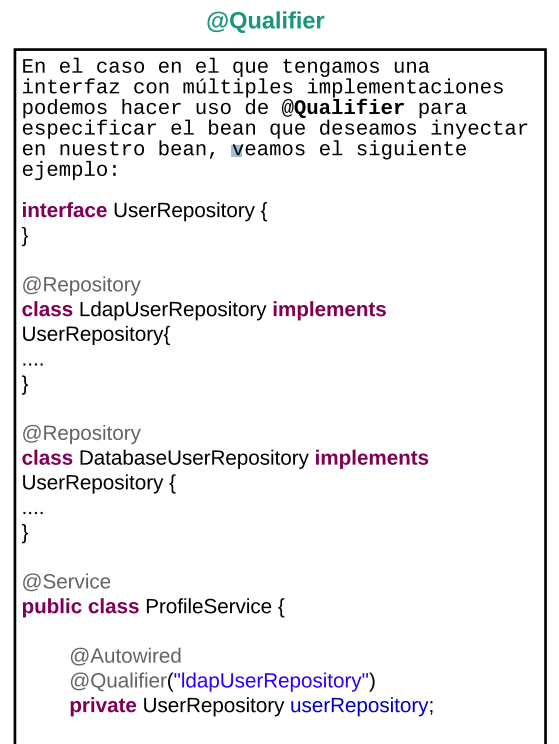 @Qualifier
En el caso en el que tengamos una
interfaz con múltiples implementaciones
podemos hacer uso de @Qualifier para
especificar el bean que deseamos inyectar
en nuestro bean, veamos el siguiente
ejemplo:
interface UserRepository {
}
@Repository
class LdapUserRepository implements
UserRepository{
....
}
@Repository
class DatabaseUserRepository implements
UserRepository {
....
}
@Service
public class ProfileService {
@Autowired
@Qualifier("ldapUserRepository")
private UserRepository userRepository;